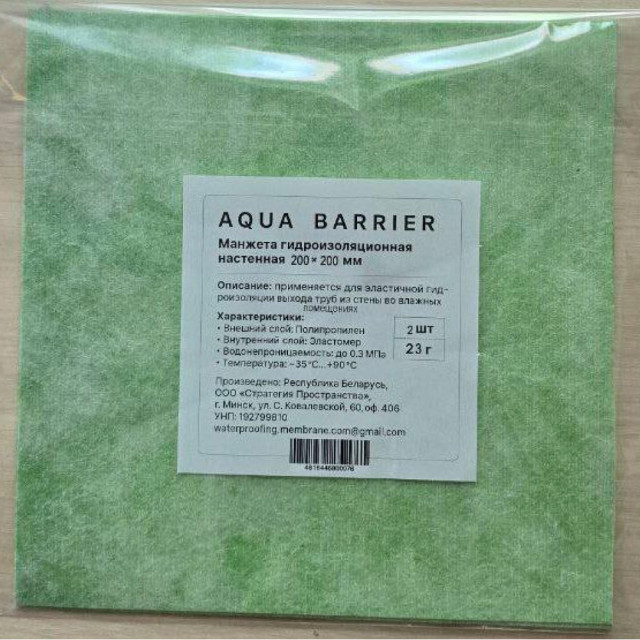 AQUA BARRIER
Манжета гидроизоляционная
настенная 200×200 мм
Описание: применяется для эластичной гид-
роизоляции выхода труб из стены во влажных
помещениях
Характеристики:
• Внешний слой: Полипропилен
• Внутренний слой: Эластомер
• Водонепроницаемость: до 0.3 МПа
• Температура: –35°C...+90°C
2 шт
23 г
Произведено: Республика Беларусь,
ООО «Стратегия Пространства»,
г. Минск, ул. С. Ковалевской, 60, оф. 406
УНП: 192799810
waterproofing.membrane.com@gmail.com